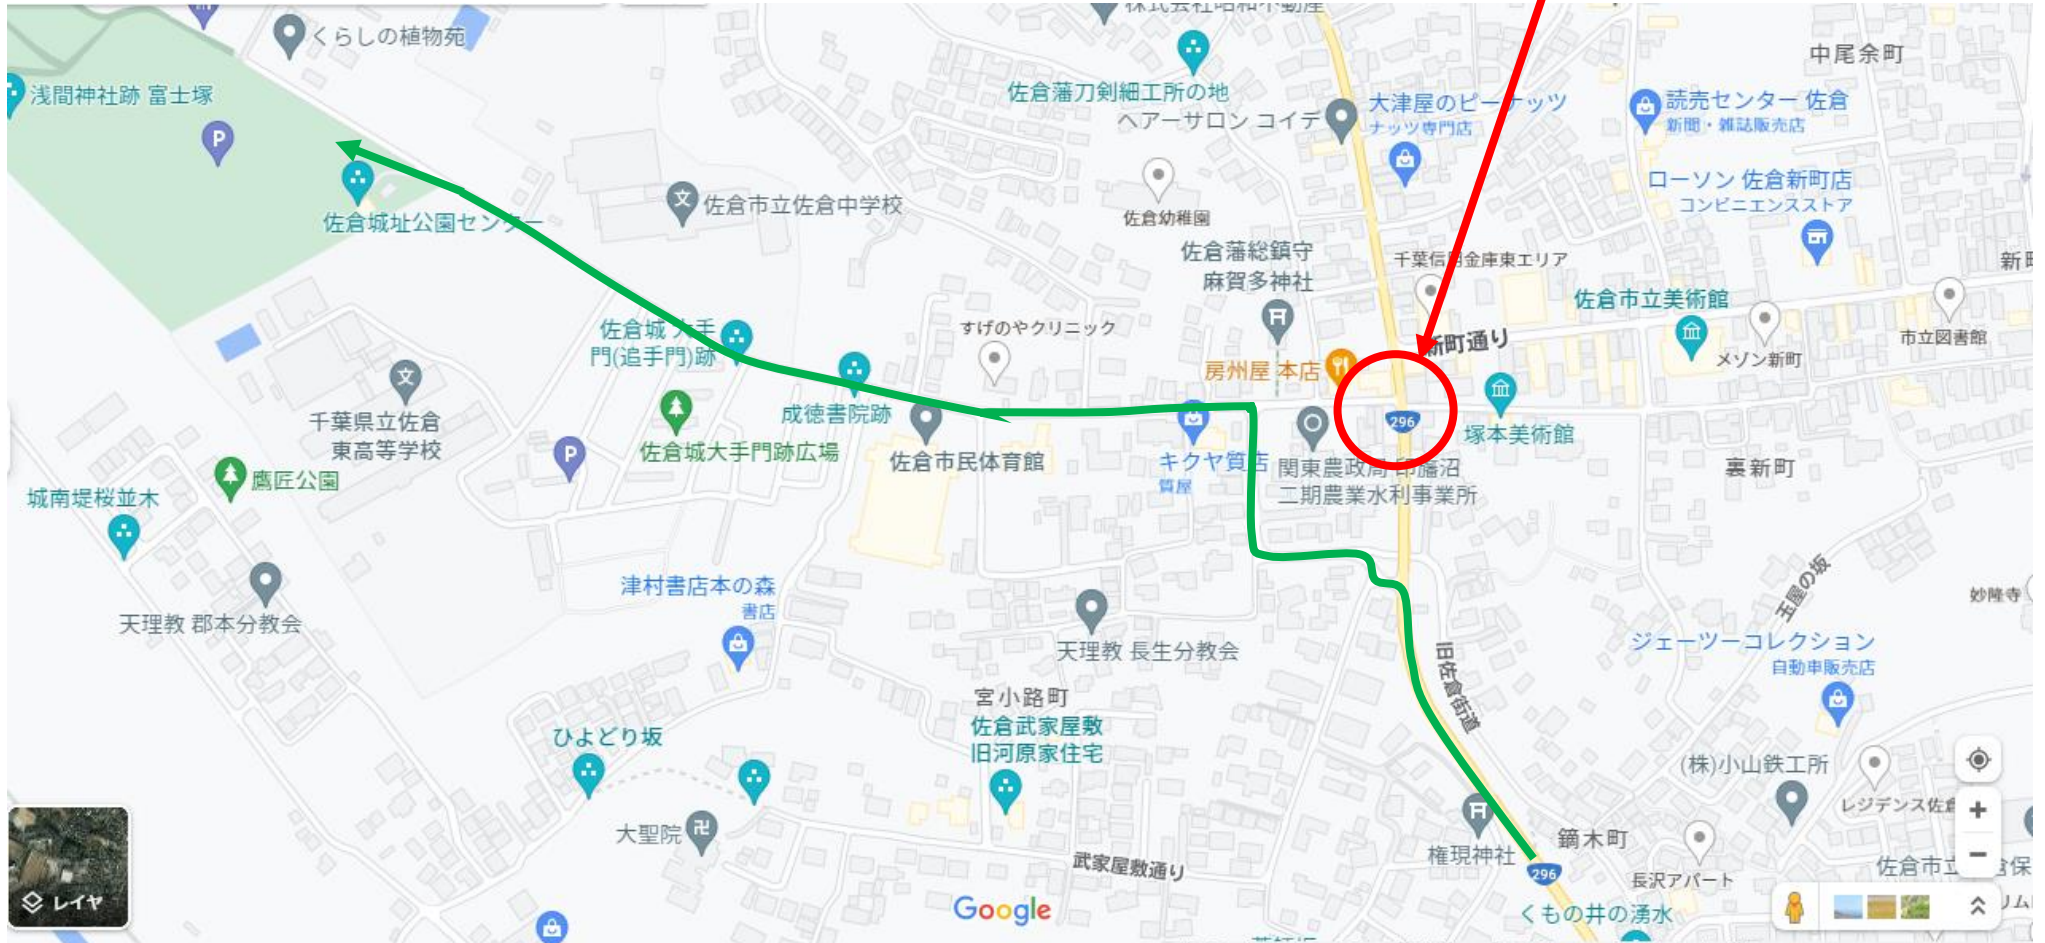 くらしの植物苑
浅間神社跡 富士塚
P
佐倉城址公園センター
文
佐倉市立佐倉中学校
佐倉藩刀剣細工所の地
ヘアーサロン コイデ
大津屋のピーナッツ
ナッツ専門店
中尾余町
読売センター 佐倉
新聞・雑誌販売店
ローソン 佐倉新町店
コンビニエンスストア
佐倉幼稚園
佐倉藩総鎮守
麻賀多神社
千葉信用金庫東エリア
佐倉市立美術館
新町通り
メゾン新町
市立図書館
すげのやクリニック
房州屋 本店
佐倉城 大手
門(追手門)跡
成徳書院跡
296
塚本美術館
裏新町
文
千葉県立佐倉
東高等学校
P
佐倉城大手門跡広場
佐倉市民体育館
キクヤ質店
質屋
関東農政局 印旛沼
二期農業水利事業所
鷹匠公園
城南堤桜並木
天理教 郡本分教会
津村書店本の森
書店
天理教 長生分教会
旧佐倉街道
玉屋の坂
妙隆寺
ジェーツーコレクション
自動車販売店
宮小路町
佐倉武家屋敷
旧河原家住宅
ひよどり坂
大聖院
武家屋敷通り
権現神社
296
鏑木町
(株)小山鉄工所
長沢アパート
くもの井の湧水
レイヤ
Google